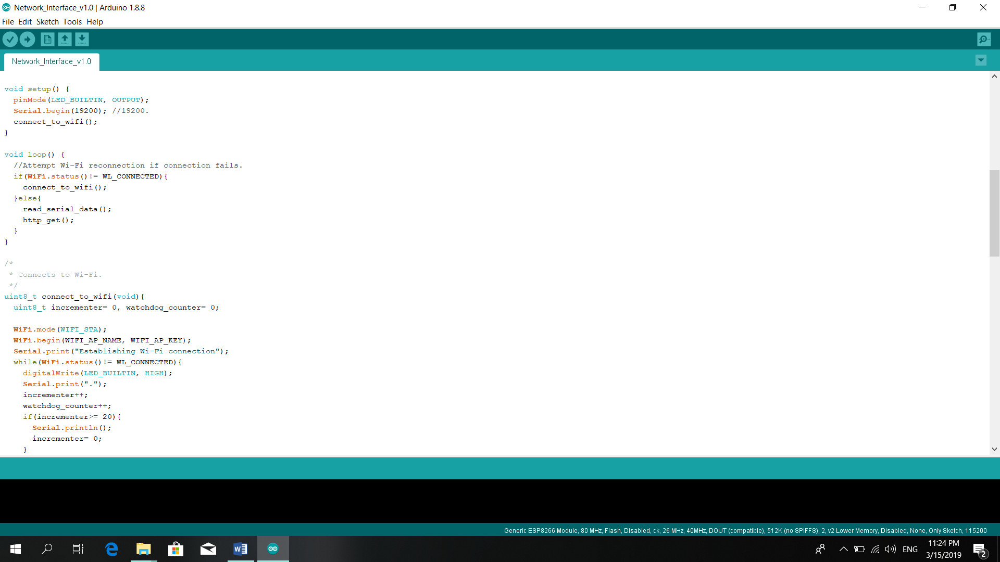 Network_Interface_v1.0 | Arduino 1.8.8
File Edit Sketch Tools Help
Network_Interface_v1.0
void setup() {
  pinMode(LED_BUILTIN, OUTPUT);
  Serial.begin(19200); //19200.
  connect_to_wifi();
}
void loop() {
  //Attempt Wi-Fi reconnection if connection fails.
  if(WiFi.status()!= WL_CONNECTED){
    connect_to_wifi();
  }else{
    read_serial_data();
    http_get();
  }
}
/*
 * Connects to Wi-Fi.
 */
uint8_t connect_to_wifi(void){
  uint8_t incrementer= 0, watchdog_counter= 0;
  WiFi.mode(WIFI_STA);
  WiFi.begin(WIFI_AP_NAME, WIFI_AP_KEY);
  Serial.print("Establishing Wi-Fi connection");
  while(WiFi.status()!= WL_CONNECTED){
    digitalWrite(LED_BUILTIN, HIGH);
    Serial.print(".");
    incrementer++;
    watchdog_counter++;
    if(incrementer>= 20){
      Serial.println();
      incrementer= 0;
    }
Generic ESP8266 Module, 80 MHz, Flash, Disabled, ck, 26 MHz, 40MHz, DOUT (compatible), 512K (no SPIFFS), 2, v2 Lower Memory, Disabled, None, Only Sketch, 115200
ENG
11:24 PM
3/15/2019
2